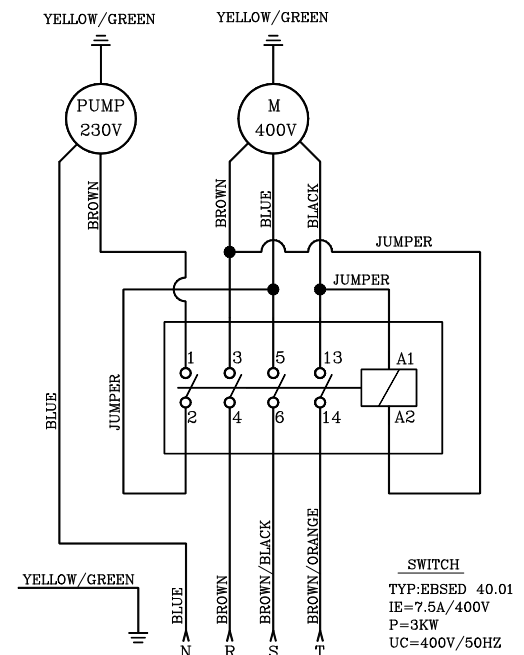 YELLOW/GREEN
YELLOW/GREEN
PUMP
230V
M
400V
BROWN
BROWN
BLUE
BLACK
JUMPER
JUMPER
1
3
5
13
A1
JUMPER
BLUE
2
4
6
14
A2
YELLOW/GREEN
BLUE
BROWN
BROWN/BLACK
BROWN/ORANGE
N
R
S
T
SWITCH
TYP:EBSED 40.01
IE=7.5A/400V
P=3KW
UC=400V/50HZ